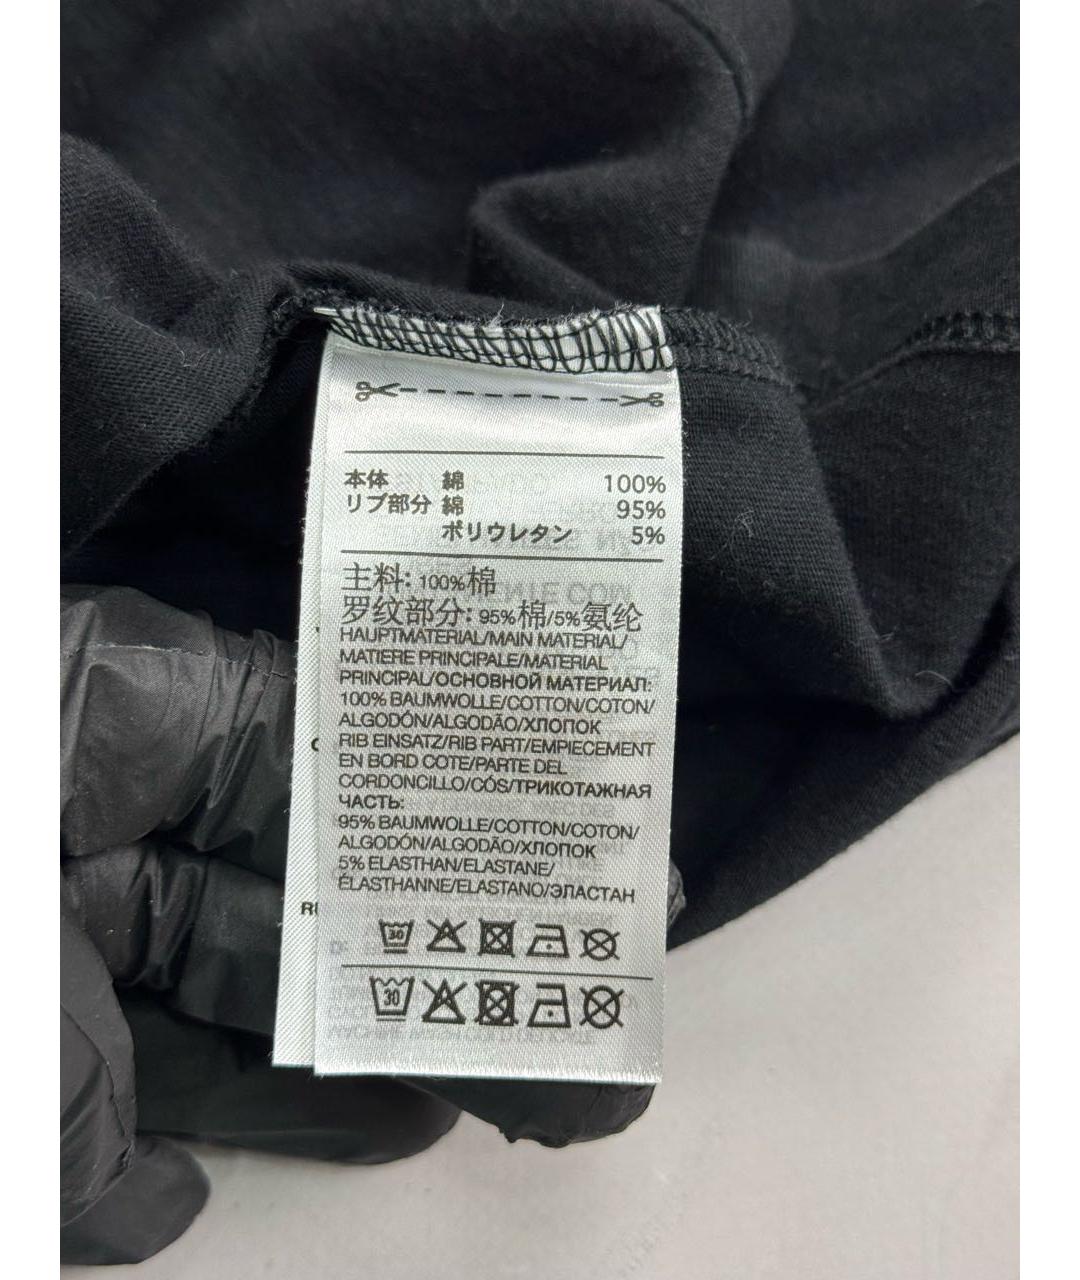 本体 綿 100%
リブ部分 綿 95%
ポリウレタン 5%
主料: 100%棉
罗纹部分: 95%棉/5%氨纶
HAUPTMATERIAL/MAIN MATERIAL/
MATIERE PRINCIPALE/MATERIAL
PRINCIPAL/ОСНОВНОЙ МАТЕРИАЛ:
100% BAUMWOLLE/COTTON/COTON/
ALGODÓN/ALGODÃO/ХЛОПОК
RIB EINSATZ/RIB PART/EMPIECEMENT
EN BORD COTE/PARTE DEL
CORDONCILLO/CÓS/ТРИКОТАЖНАЯ
ЧАСТЬ:
95% BAUMWOLLE/COTTON/COTON/
ALGODÓN/ALGODÃO/ХЛОПОК
5% ELASTHAN/ELASTANE/
ÉLASTHANNE/ELASTANO/ЭЛАСТАН
30
30